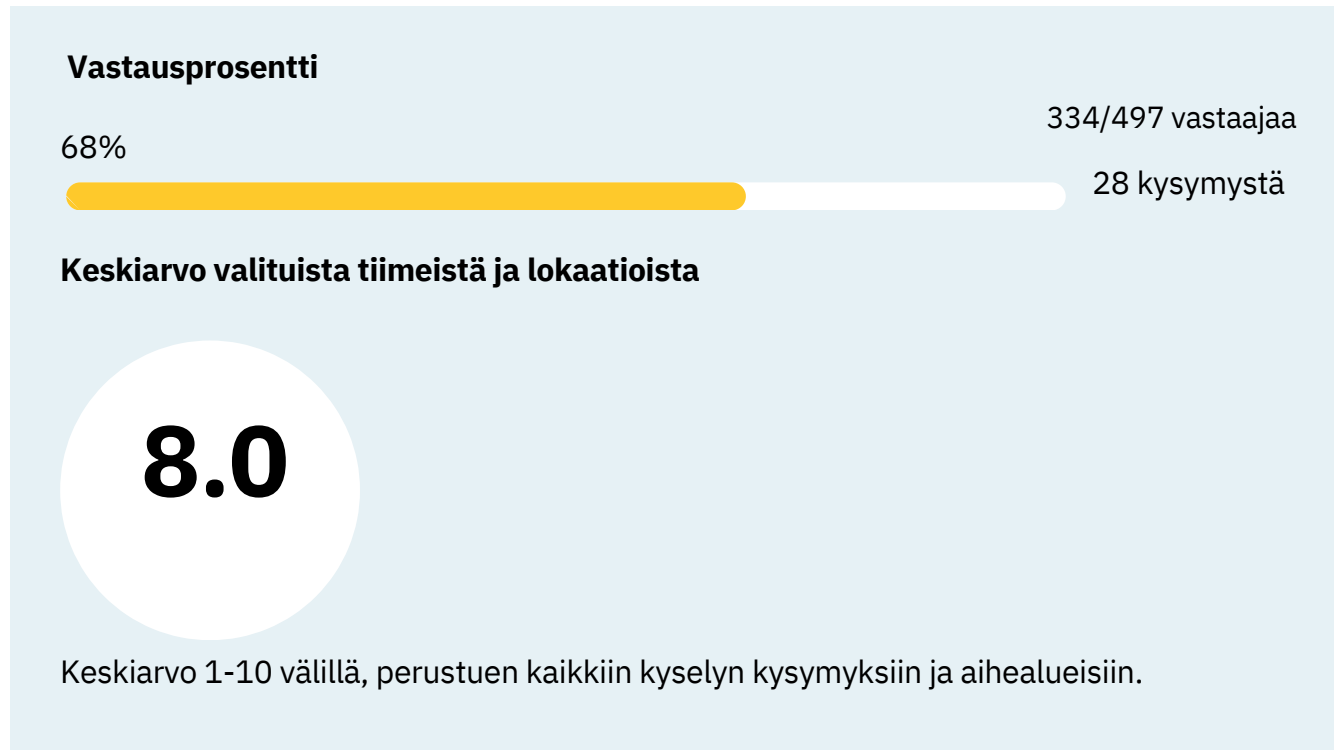 Vastausprosentti
334/497 vastaajaa
68%
28 kysymystä
Keskiarvo valituista tiimeistä ja lokaatioista
8.0
Keskiarvo 1-10 välillä, perustuen kaikkiin kyselyn kysymyksiin ja aihealueisiin.